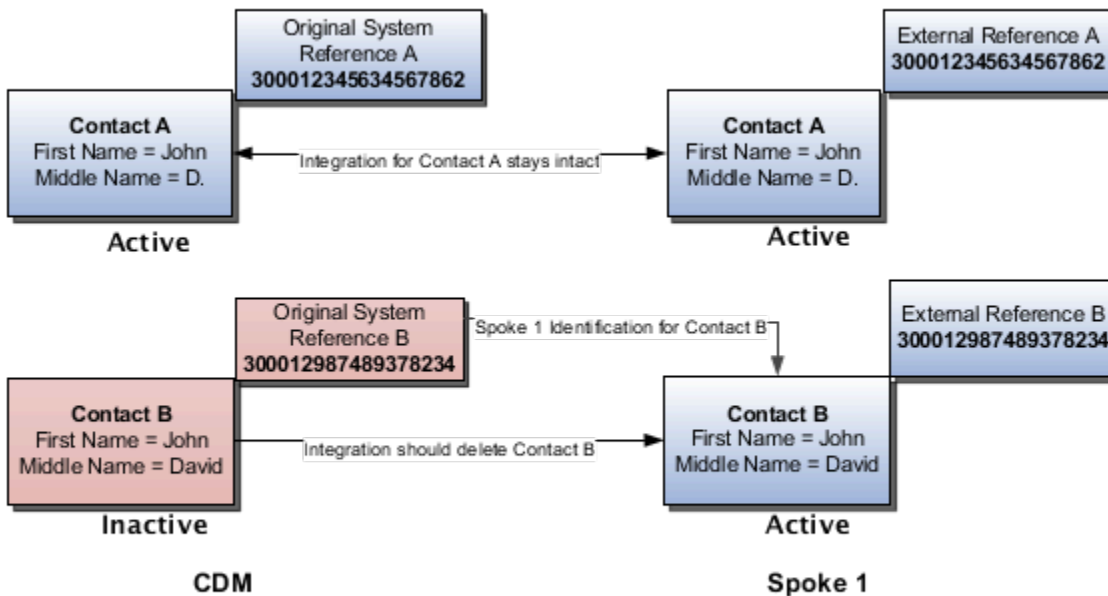 Original System
Reference A
300012345634567862
External Reference A
300012345634567862
Contact A
First Name = John
Middle Name = D.
Integration for Contact A stays intact
Contact A
First Name = John
Middle Name = D.
Active
Active
Original System
Reference B
300012987489378234
Spoke 1 Identification for Contact B
External Reference B
300012987489378234
Contact B
First Name = John
Middle Name = David
Integration should delete Contact B
Contact B
First Name = John
Middle Name = David
Inactive
Active
CDM
Spoke 1